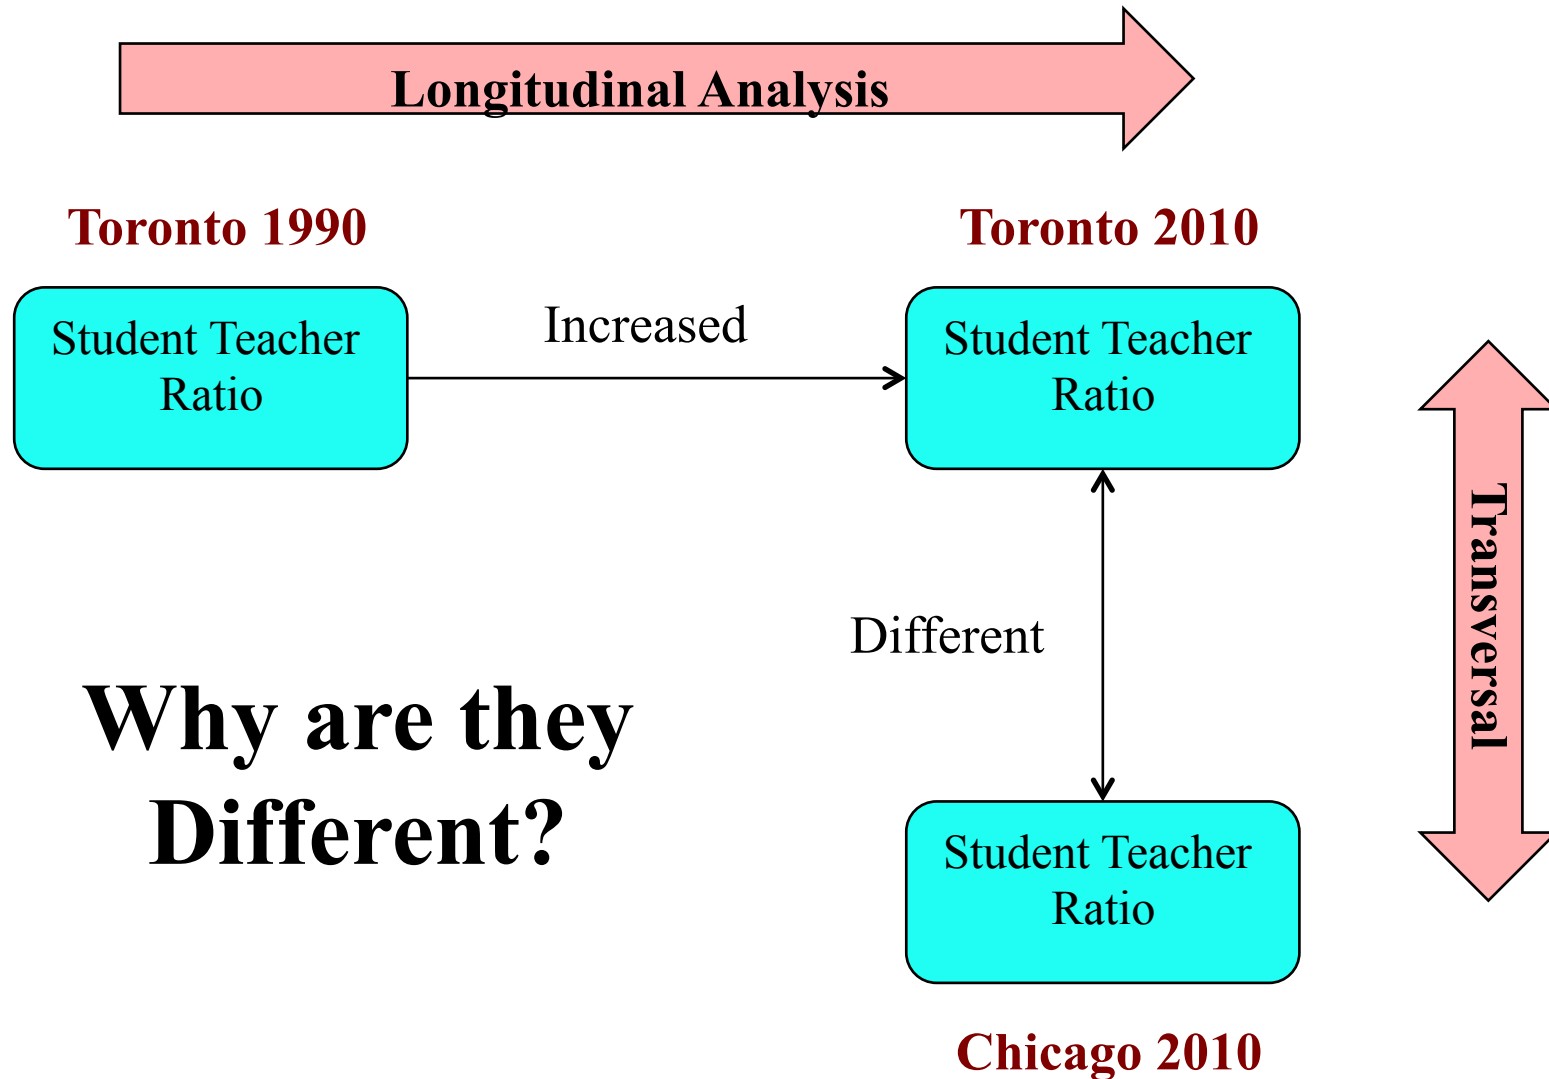 Longitudinal Analysis
Toronto 1990
Toronto 2010
Student Teacher
Ratio
Increased
Student Teacher
Ratio
Transversal
Different
Why are they
Different?
Student Teacher
Ratio
Chicago 2010